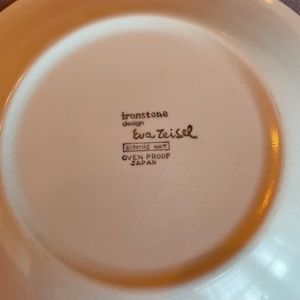 ironstone
design
Eva Zeisel
schmid NKT
OVEN PROOF
JAPAN